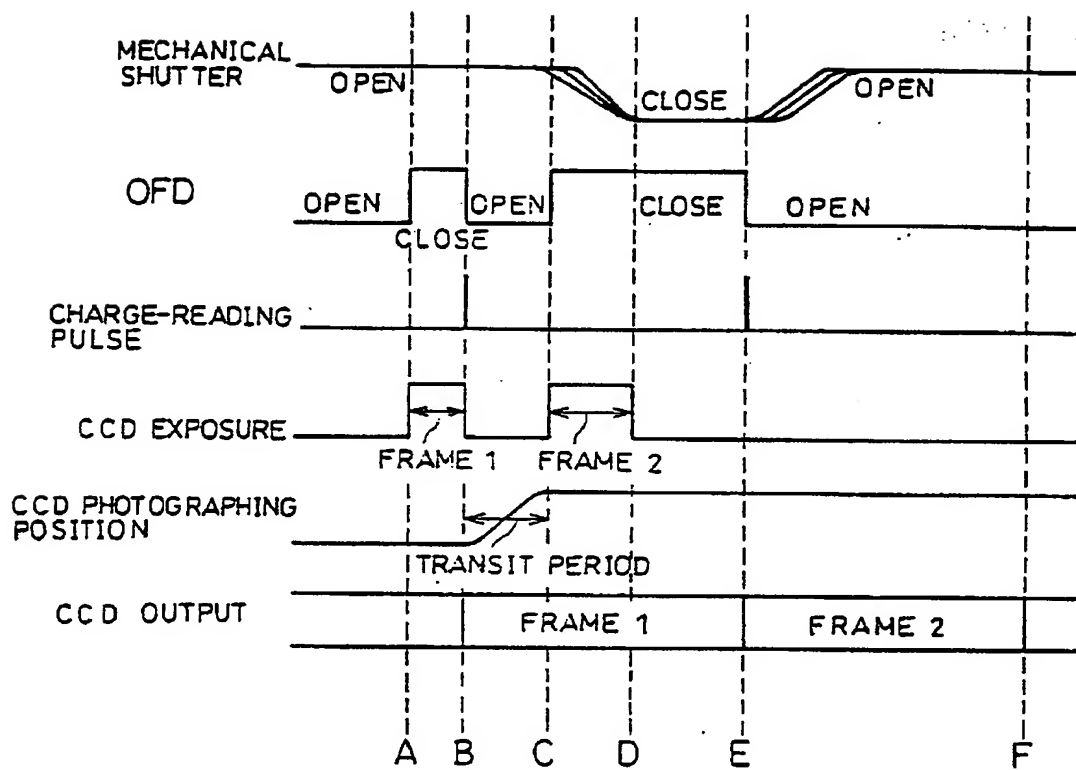 MECHANICAL
SHUTTER
OPEN
CLOSE
OPEN
OFD
OPEN
CLOSE
OPEN
CLOSE
OPEN
CHARGE-READING
PULSE
CCD EXPOSURE
FRAME 1
FRAME 2
CCD PHOTOGRAPHING
POSITION
TRANSIT PERIOD
CCD OUTPUT
FRAME 1
FRAME 2
A B C D E F